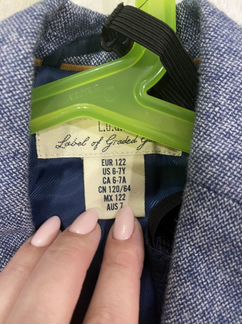 L.O.G.
Label of Graded G
EUR 122
US 6-7Y
CA 6-7A
CN 120/64
MX 122
AUS 7